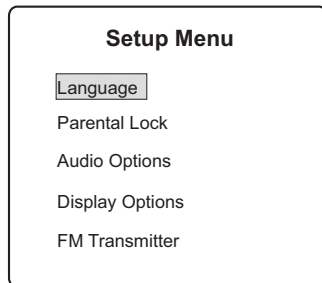 Setup Menu
Language
Parental Lock
Audio Options
Display Options
FM Transmitter